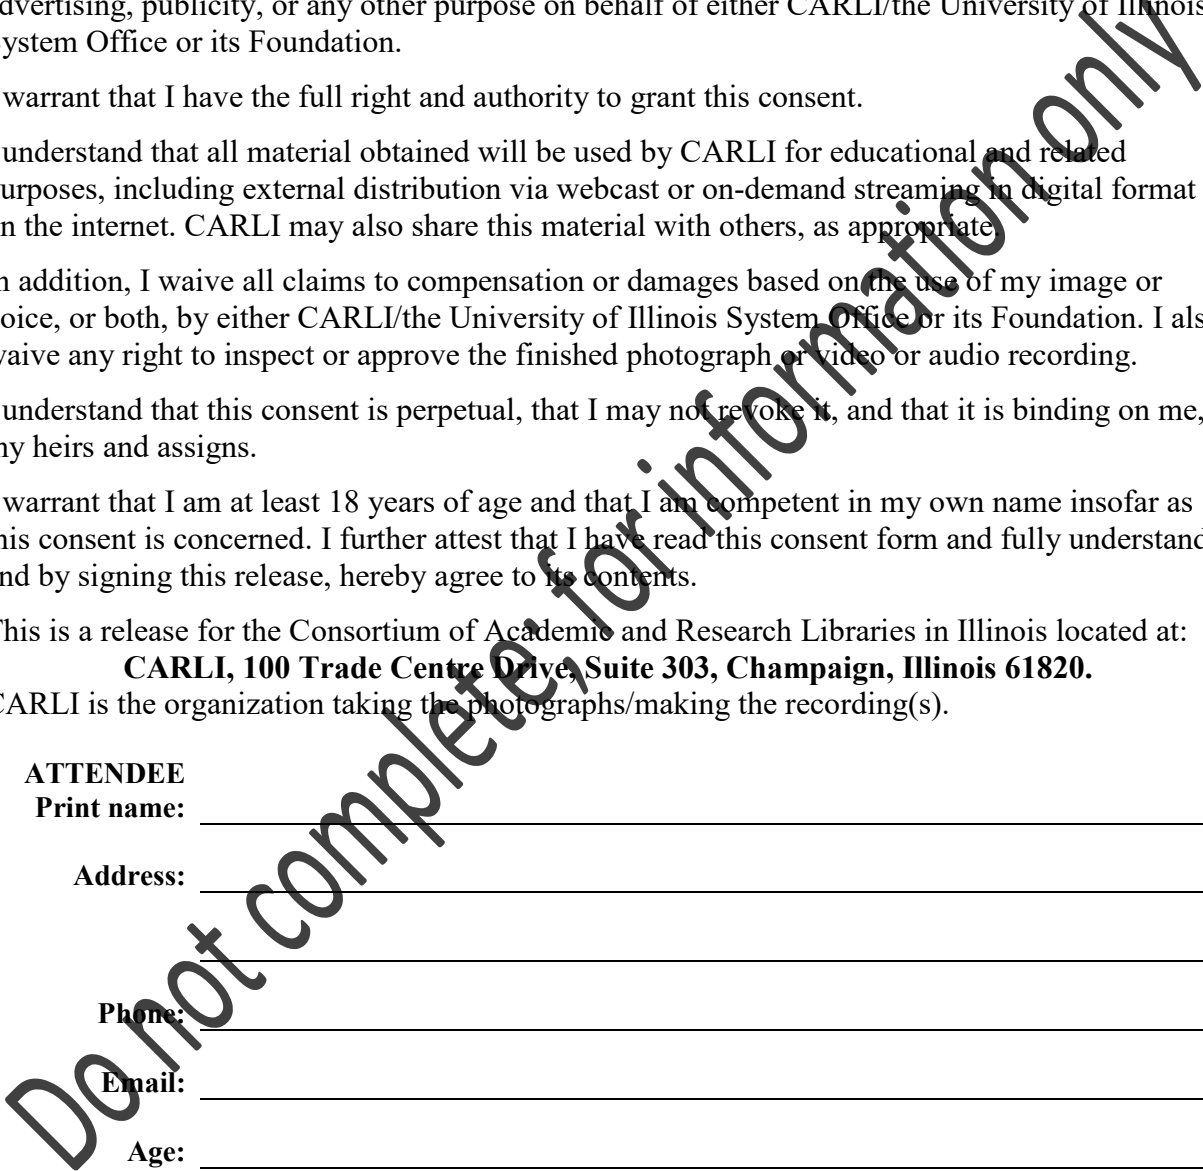 dvertising, publicity, or any other purpose on behalf of either CARLI/the University of Illinois
ystem Office or its Foundation.
warrant that I have the full right and authority to grant this consent.
understand that all material obtained will be used by CARLI for educational and related
urposes, including external distribution via webcast or on-demand streaming in digital format
n the internet. CARLI may also share this material with others, as appropriate.
n addition, I waive all claims to compensation or damages based on the use of my image or
oice, or both, by either CARLI/the University of Illinois System Office or its Foundation. I als
waive any right to inspect or approve the finished photograph or video or audio recording.
understand that this consent is perpetual, that I may not revoke it, and that it is binding on me,
my heirs and assigns.
warrant that I am at least 18 years of age and that I am competent in my own name insofar as
his consent is concerned. I further attest that I have read this consent form and fully understand
nd by signing this release, hereby agree to its contents.
This is a release for the Consortium of Academic and Research Libraries in Illinois located at:
CARLI, 100 Trade Centre Drive, Suite 303, Champaign, Illinois 61820.
CARLI is the organization taking the photographs/making the recording(s).
ATTENDEE
Print name:
Address:
Phone:
Email:
Age:
Do not complete; for information only